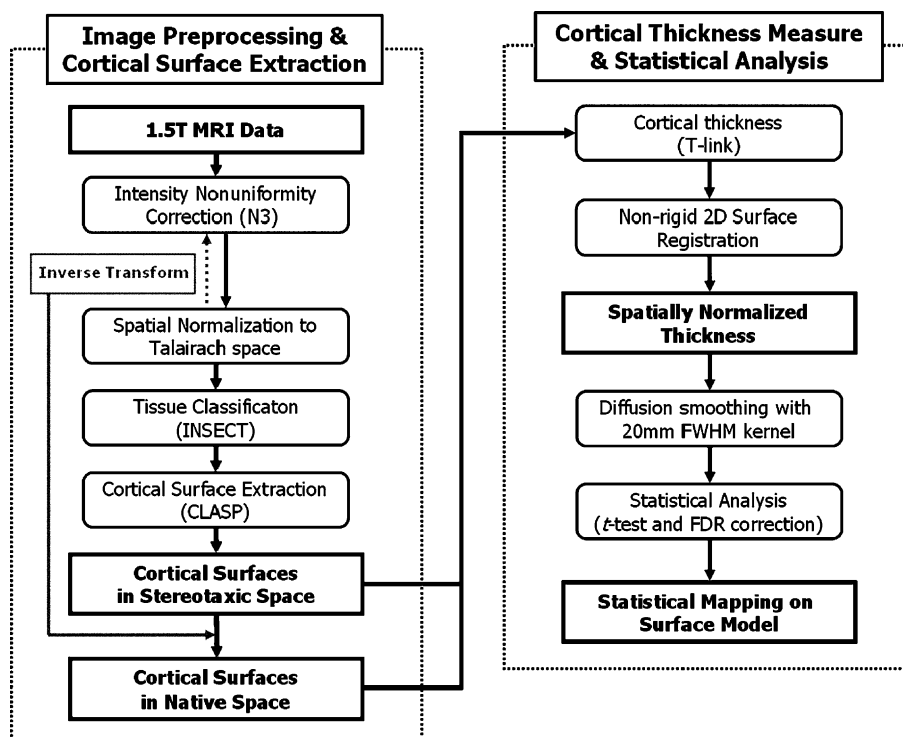 Image Preprocessing &
Cortical Surface Extraction
1.5T MRI Data
Intensity Nonuniformity
Correction (N3)
Inverse Transform
Spatial Normalization to
Talairach space
Tissue Classificaton
(INSECT)
Cortical Surface Extraction
(CLASP)
Cortical Surfaces
in Stereotaxic Space
Cortical Surfaces
in Native Space
Cortical Thickness Measure
& Statistical Analysis
Cortical thickness
(T-link)
Non-rigid 2D Surface
Registration
Spatially Normalized
Thickness
Diffusion smoothing with
20mm FWHM kernel
Statistical Analysis
(t-test and FDR correction)
Statistical Mapping on
Surface Model